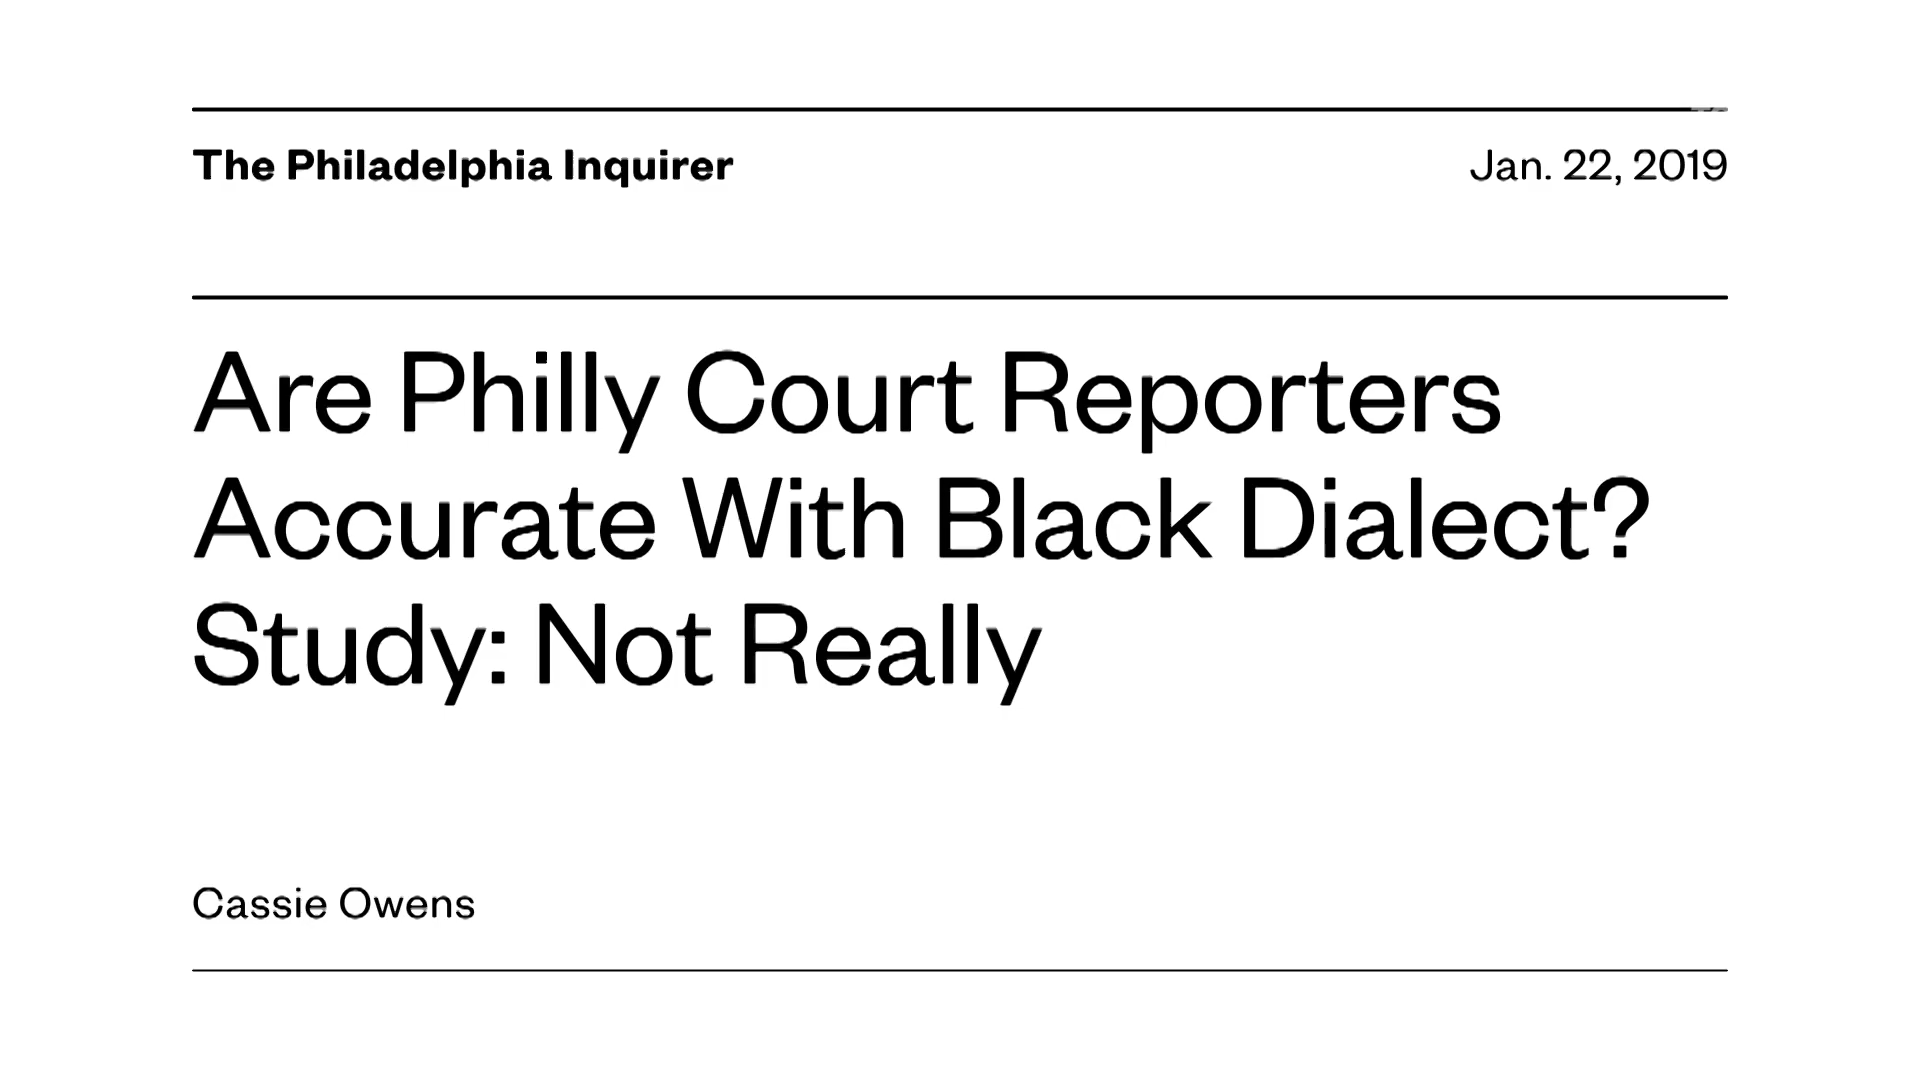 The Philadelphia Inquirer
Jan. 22, 2019
Are Philly Court Reporters
Accurate With Black Dialect?
Study: Not Really
Cassie Owens